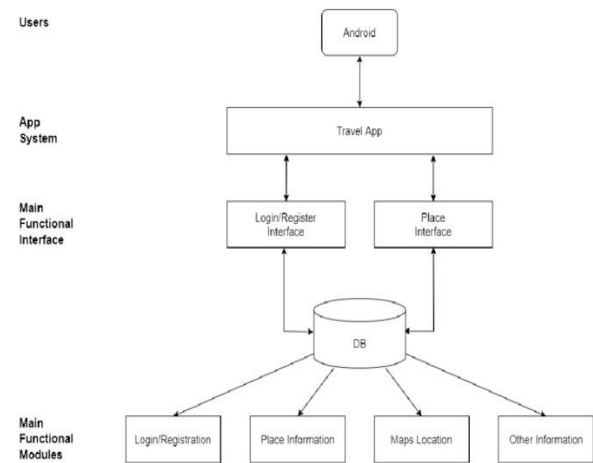 Users
Android
App
System
Travel App
Main
Functional
Interface
Login/Register
Interface
Place
Interface
DB
Main
Functional
Modules
Login/Registration
Place Information
Maps Location
Other Information